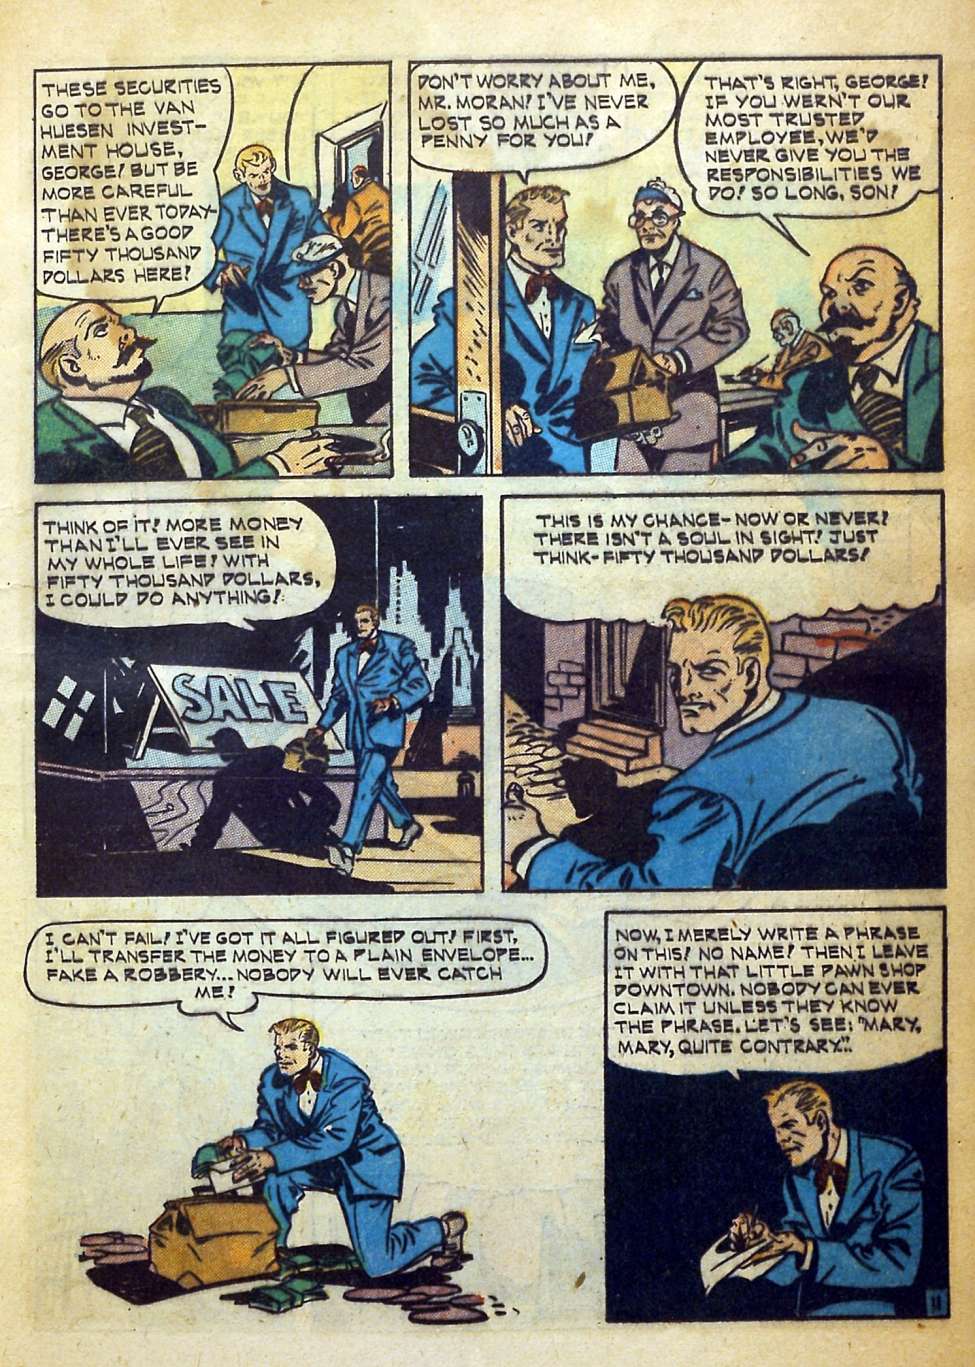 THESE SECURITIES
GO TO THE VAN
HUESEN INVEST-
MENT HOUSE,
GEORGE! BUT BE
MORE CAREFUL
THAN EVER TODAY-
THERE'S A GOOD
FIFTY THOUSAND
DOLLARS HERE!
DON'T WORRY ABOUT ME,
MR. MORAN! I'VE NEVER
LOST SO MUCH AS A
PENNY FOR YOU!
THAT'S RIGHT, GEORGE!
IF YOU WERN'T OUR
MOST TRUSTED
EMPLOYEE, WE'D
NEVER GIVE YOU THE
RESPONSIBILITIES WE
DO! SO LONG, SON!
THINK OF IT! MORE MONEY
THAN I'LL EVER SEE IN
MY WHOLE LIFE! WITH
FIFTY THOUSAND DOLLARS,
I COULD DO ANYTHING!
SALE
THIS IS MY CHANCE-NOW OR NEVER!
THERE ISN'T A SOUL IN SIGHT! JUST
THINK-FIFTY THOUSAND DOLLARS!
I CAN'T FAIL! I'VE GOT IT ALL FIGURED OUT! FIRST,
I'LL TRANSFER THE MONEY TO A PLAIN ENVELOPE...
FAKE A ROBBERY... NOBODY WILL EVER CATCH
ME!
NOW, I MERELY WRITE A PHRASE
ON THIS! NO NAME! THEN I LEAVE
IT WITH THAT LITTLE PAWN SHOP
DOWNTOWN. NOBODY CAN EVER
CLAIM IT UNLESS THEY KNOW
THE PHRASE. LET'S SEE: "MARY,
MARY, QUITE CONTRARY."